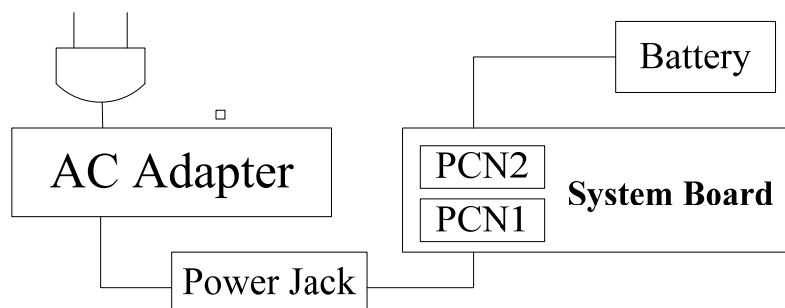 Battery
AC Adapter
PCN2
System Board
PCN1
Power Jack